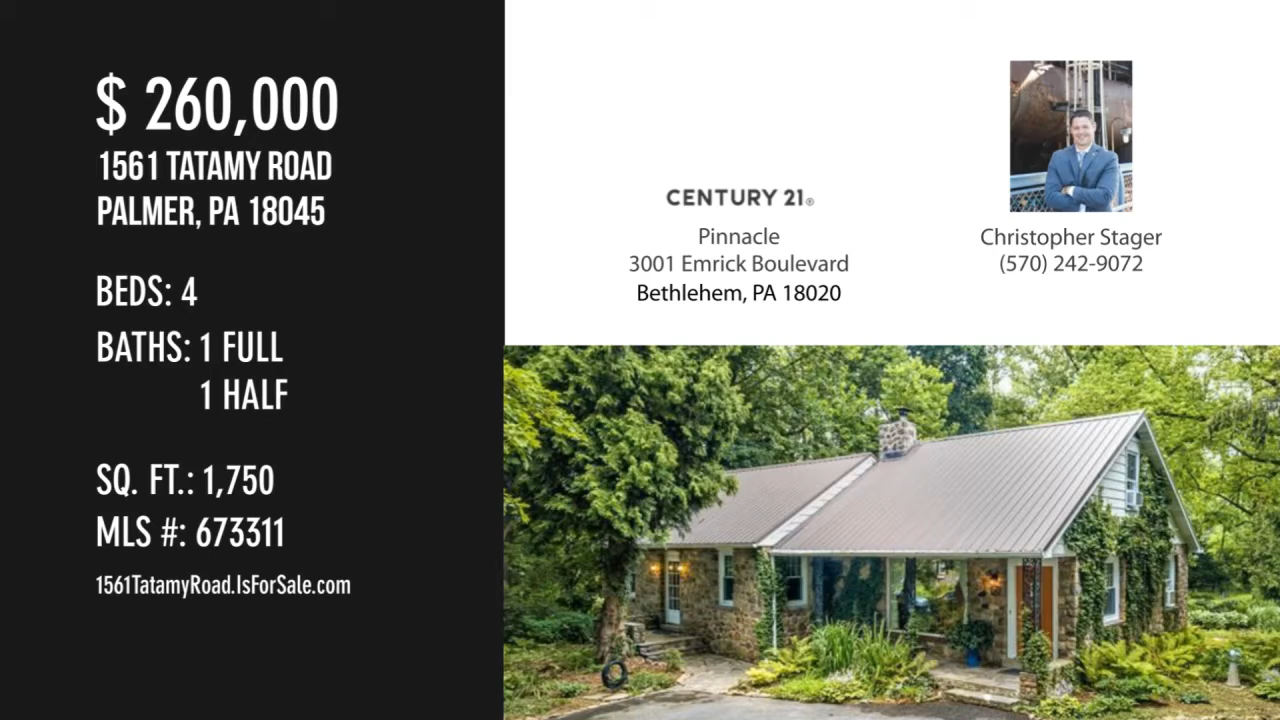 $ 260,000
1561 TATAMY ROAD
PALMER, PA 18045
BEDS: 4
BATHS: 1 FULL
1 HALF
SQ. FT.: 1,750
MLS #: 673311
1561TatamyRoad.IsForSale.com
CENTURY 21®
Pinnacle
3001 Emrick Boulevard
Bethlehem, PA 18020
Christopher Stager
(570) 242-9072